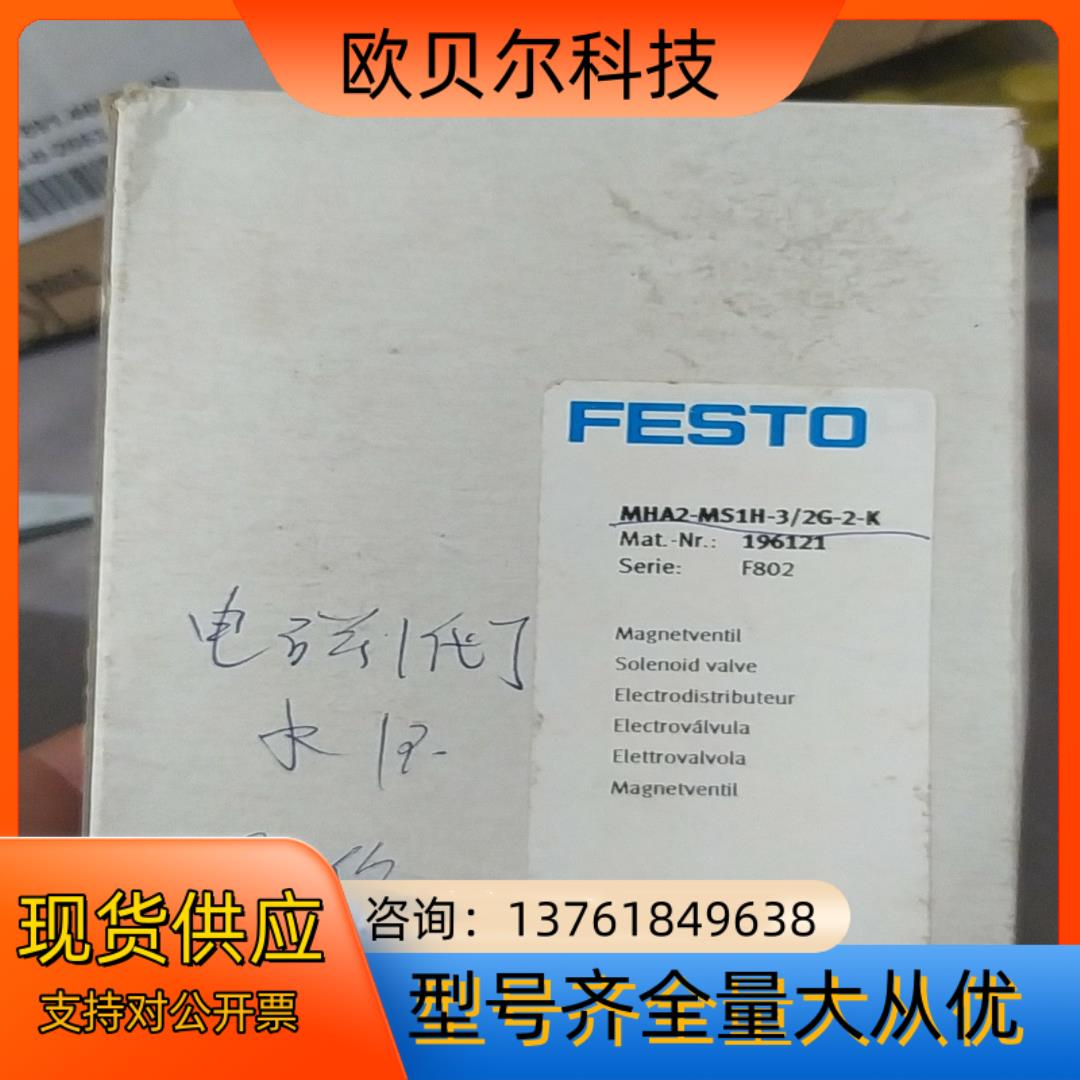 欧贝尔科技
FESTO
MHA2-MS1H-3/2G-2-K
Mat.-Nr.: 196121
Serie: F802
Magnetventil
Solenoid valve
Electrodistributeur
Electroválvula
Elettrovalvola
Magnetventil
电磁
现货供应
支持对公开票
咨询：13761849638
型号齐全量大从优